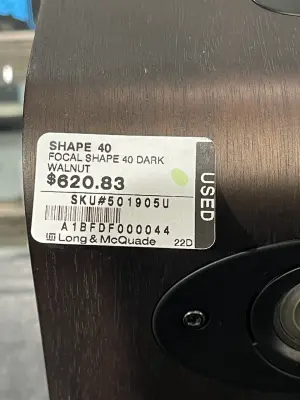 SHAPE 40
FOCAL SHAPE 40 DARK
WALNUT
$620.83
SKU#501905U
A1BFDF000044
Long & McQuade 22D
USED